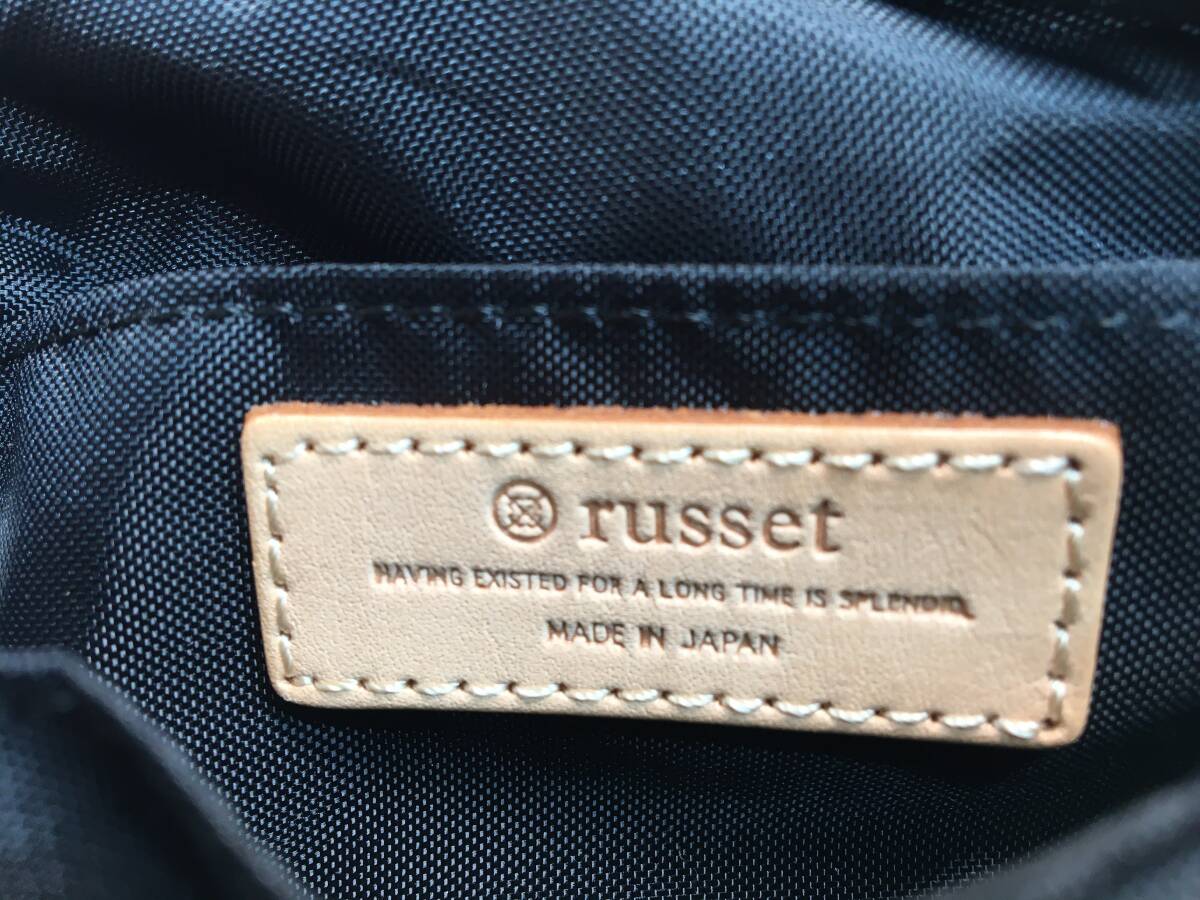 russet
HAVING EXISTED FOR A LONG TIME IS SPLENDID.
MADE IN JAPAN